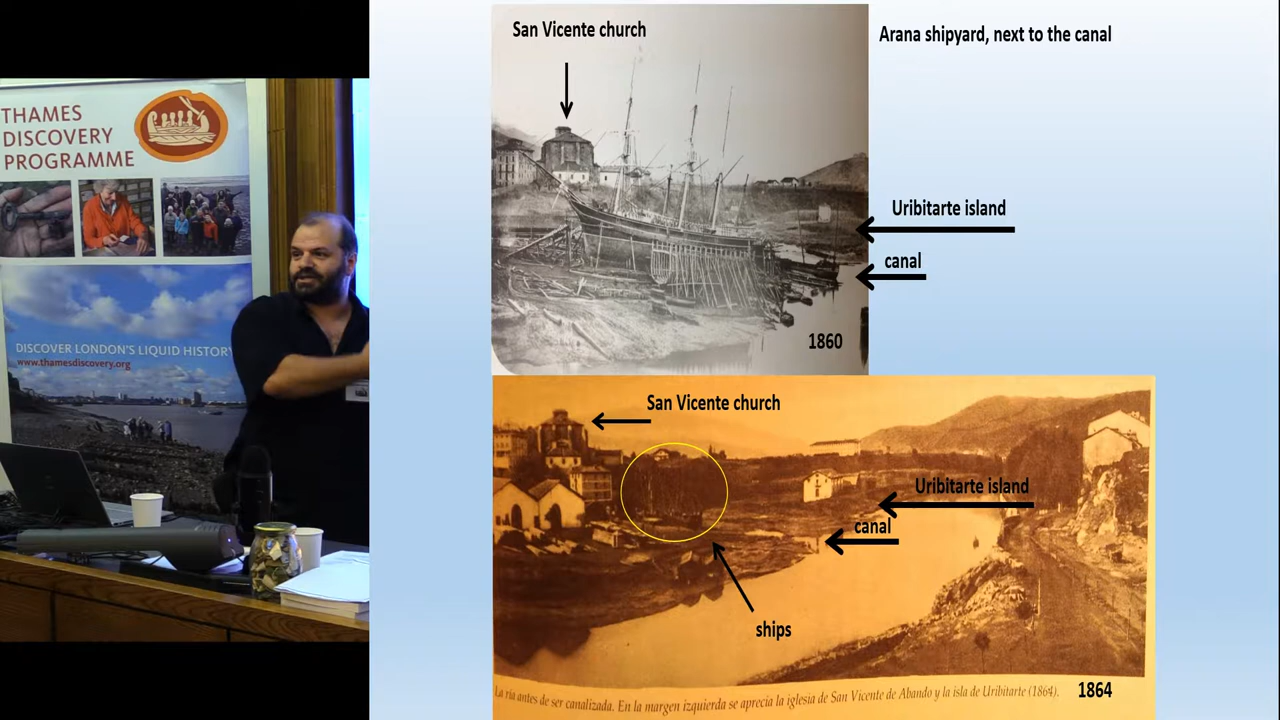 THAMES
DISCOVERY
PROGRAMME
DISCOVER LONDON'S LIQUID HISTORY
www.thamesdiscovery.org
San Vicente church
Arana shipyard, next to the canal
Uribitarte island
canal
1860
San Vicente church
Uribitarte island
canal
ships
La ría antes de ser canalizada. En la margen izquierda se aprecia la iglesia de San Vicente de Abando y la isla de Uribitarte (1864).
1864